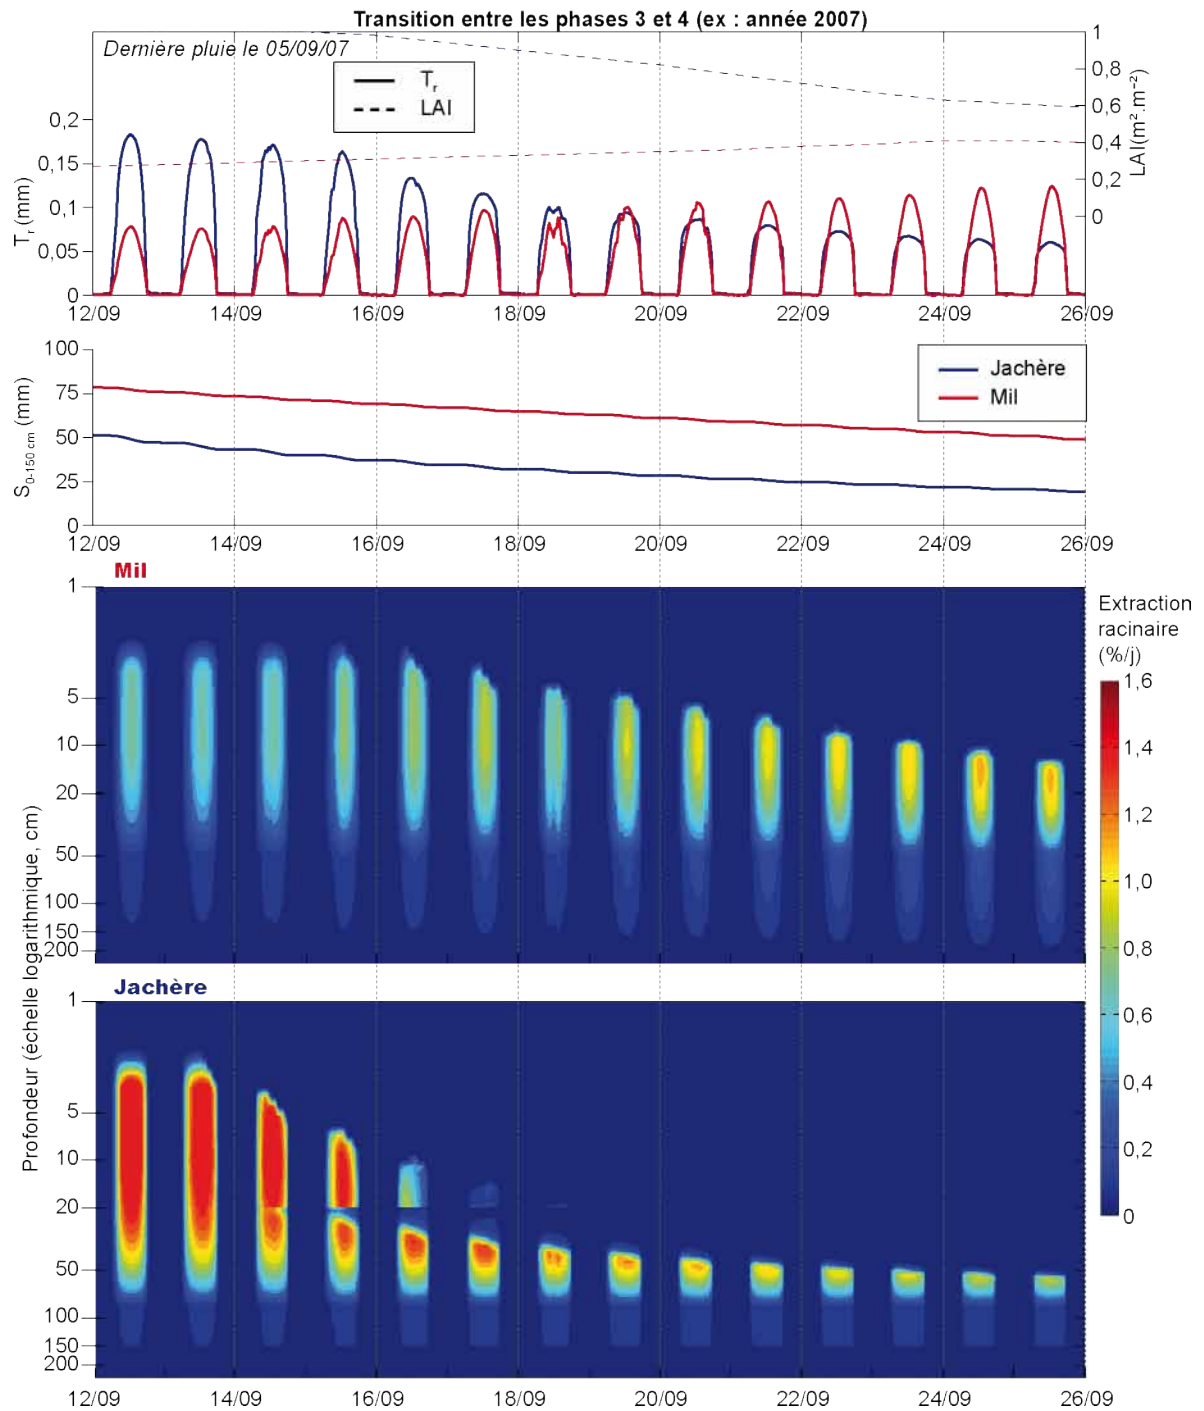 Transition entre les phases 3 et 4 (ex : année 2007)
Dernière pluie le 05/09/07
Tr
LAI
1
0,8
0,6
0,4
0,2
0
LAI(m².m⁻²)
0,2
0,15
0,1
0,05
0
Tr (mm)
12/09 14/09 16/09 18/09 20/09 22/09 24/09 26/09
100
75
50
25
0
S0-150 cm (mm)
Jachère
Mil
12/09 14/09 16/09 18/09 20/09 22/09 24/09 26/09
Mil
1
5
10
20
50
100
150
200
Extraction
racinaire
(%/j)
1,6
1,4
1,2
1,0
0,8
0,6
0,4
0,2
0
Profondeur (échelle logarithmique, cm)
Jachère
1
5
10
20
50
100
150
200
12/09 14/09 16/09 18/09 20/09 22/09 24/09 26/09